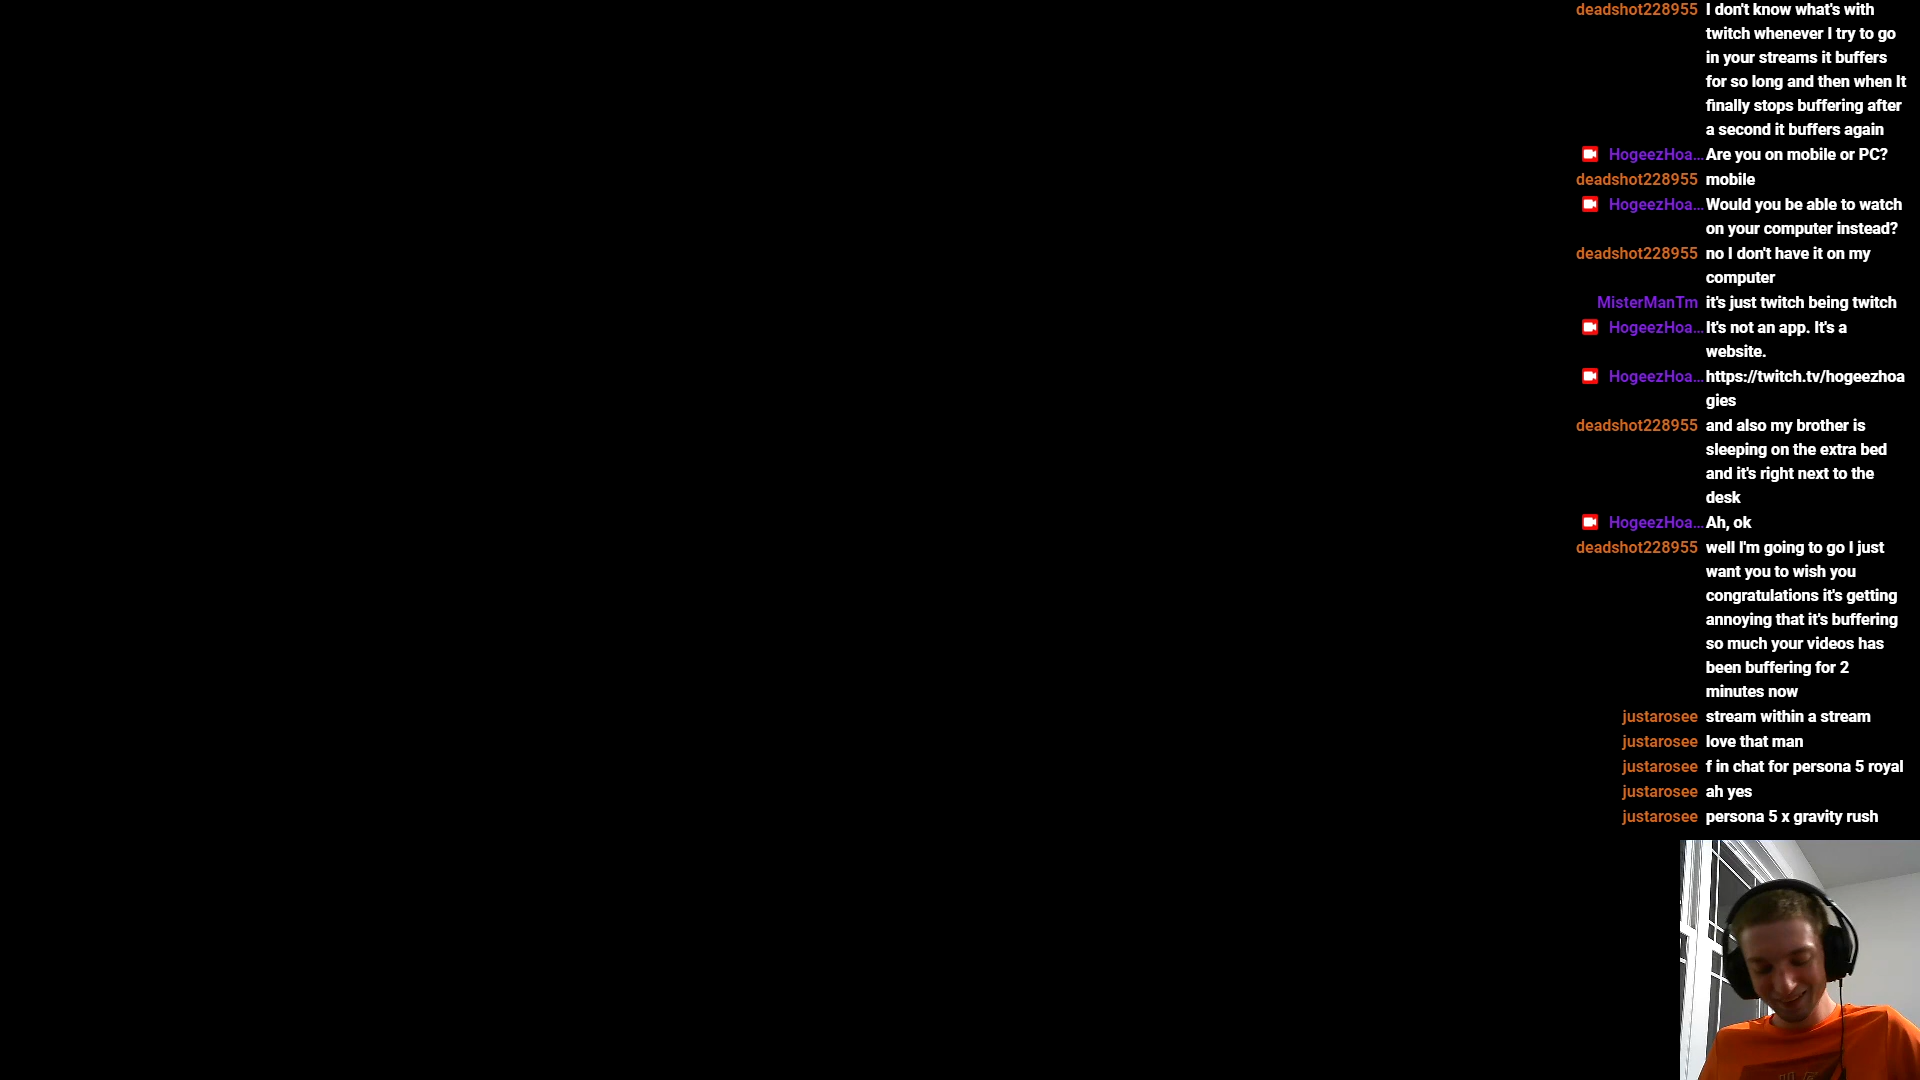 deadshot228955 I don't know what's with
twitch whenever I try to go
in your streams it buffers
for so long and then when It
finally stops buffering after
a second it buffers again
HogeezHoa... Are you on mobile or PC?
deadshot228955 mobile
HogeezHoa... Would you be able to watch
on your computer instead?
deadshot228955 no I don't have it on my
computer
MisterManTm it's just twitch being twitch
HogeezHoa... It's not an app. It's a
website.
HogeezHoa... https://twitch.tv/hogeezhoa
gies
deadshot228955 and also my brother is
sleeping on the extra bed
and it's right next to the
desk
HogeezHoa... Ah, ok
deadshot228955 well I'm going to go I just
want you to wish you
congratulations it's getting
annoying that it's buffering
so much your videos has
been buffering for 2
minutes now
justarosee stream within a stream
justarosee love that man
justarosee f in chat for persona 5 royal
justarosee ah yes
justarosee persona 5 x gravity rush